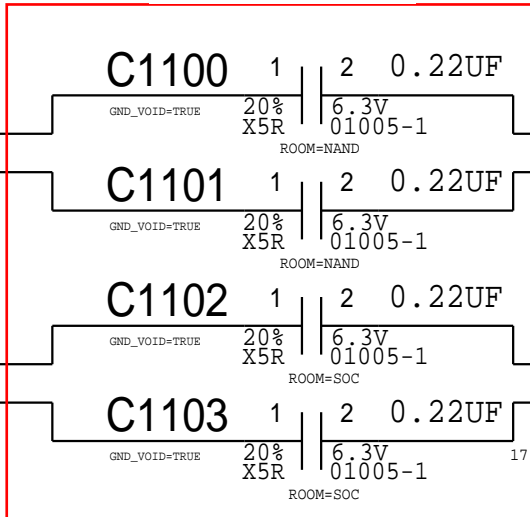 C1100 1 2 0.22UF
GND_VOID=TRUE 20% 6.3V
X5R 01005-1
ROOM=NAND
C1101 1 2 0.22UF
GND_VOID=TRUE 20% 6.3V
X5R 01005-1
ROOM=NAND
C1102 1 2 0.22UF
GND_VOID=TRUE 20% 6.3V
X5R 01005-1
ROOM=SOC
C1103 1 2 0.22UF
GND_VOID=TRUE 20% 6.3V 17
X5R 01005-1
ROOM=SOC